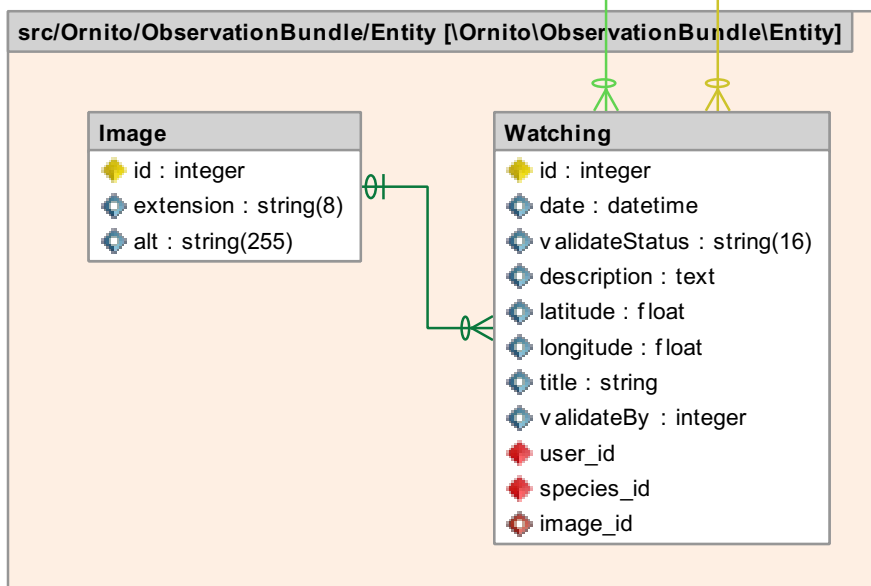 src/Ornito/ObservationBundle/Entity [\Ornito\ObservationBundle\Entity]
Image
id : integer
extension : string(8)
alt : string(255)
Watching
id : integer
date : datetime
validateStatus : string(16)
description : text
latitude : float
longitude : float
title : string
validateBy : integer
user_id
species_id
image_id